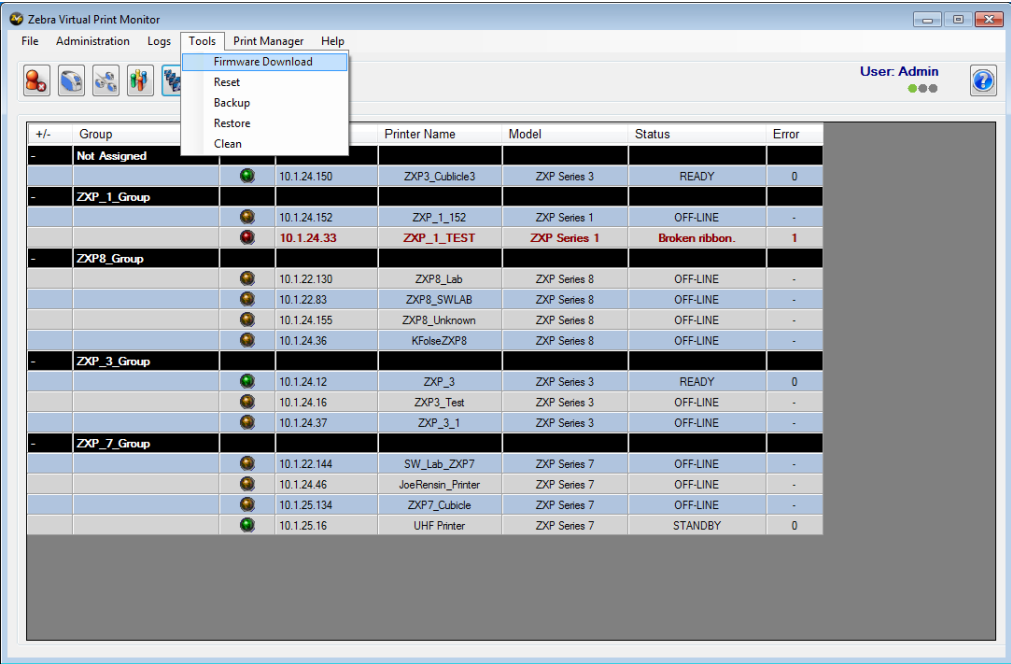 Zebra Virtual Print Monitor
File Administration Logs Tools Print Manager Help
Firmware Download
Reset
Backup
Restore
Clean
User: Admin
+/- Group Printer Name Model Status Error
- Not Assigned
10.1.24.150 ZXP3_Cublicle3 ZXP Series 3 READY 0
- ZXP_1_Group
10.1.24.152 ZXP_1_152 ZXP Series 1 OFF-LINE -
10.1.24.33 ZXP_1_TEST ZXP Series 1 Broken ribbon. 1
- ZXP8_Group
10.1.22.130 ZXP8_Lab ZXP Series 8 OFF-LINE -
10.1.22.83 ZXP8_SWLAB ZXP Series 8 OFF-LINE -
10.1.24.155 ZXP8_Unknown ZXP Series 8 OFF-LINE -
10.1.24.36 KFolseZXP8 ZXP Series 8 OFF-LINE -
- ZXP_3_Group
10.1.24.12 ZXP_3 ZXP Series 3 READY 0
10.1.24.16 ZXP3_Test ZXP Series 3 OFF-LINE -
10.1.24.37 ZXP_3_1 ZXP Series 3 OFF-LINE -
- ZXP_7_Group
10.1.22.144 SW_Lab_ZXP7 ZXP Series 7 OFF-LINE -
10.1.24.46 JoeRensin_Printer ZXP Series 7 OFF-LINE -
10.1.25.134 ZXP7_Cubicle ZXP Series 7 OFF-LINE -
10.1.25.16 UHF Printer ZXP Series 7 STANDBY 0